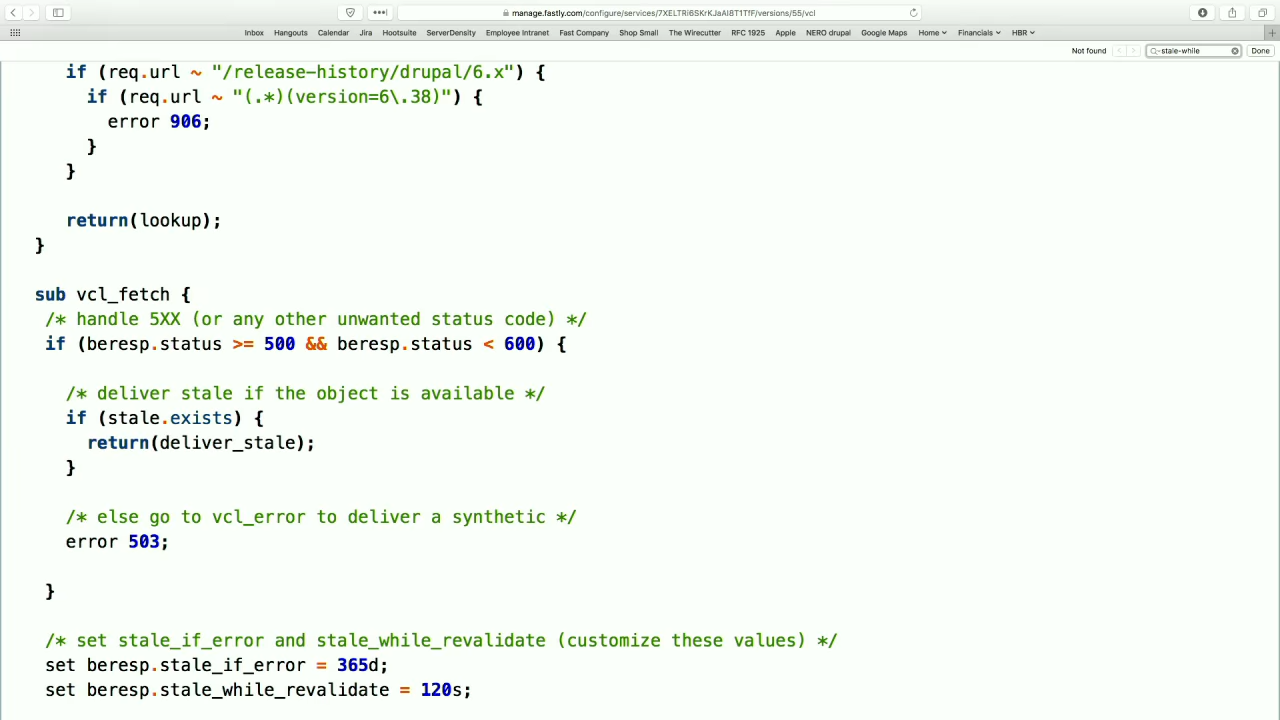 manage.fastly.com/configure/services/7XELTRi6SKrKJaAI8T1TfF/versions/55/vcl
Inbox Hangouts Calendar Jira Hootsuite ServerDensity Employee Intranet Fast Company Shop Small The Wirecutter RFC 1925 Apple NERO drupal Google Maps Home Financials HBR
Not found stale-while Done
if (req.url ~ "/release-history/drupal/6.x") {
if (req.url ~ "(.*)(version=6\.38)") {
error 906;
}
}
return(lookup);
}
sub vcl_fetch {
/* handle 5XX (or any other unwanted status code) */
if (beresp.status >= 500 && beresp.status < 600) {
/* deliver stale if the object is available */
if (stale.exists) {
return(deliver_stale);
}
/* else go to vcl_error to deliver a synthetic */
error 503;
}
/* set stale_if_error and stale_while_revalidate (customize these values) */
set beresp.stale_if_error = 365d;
set beresp.stale_while_revalidate = 120s;